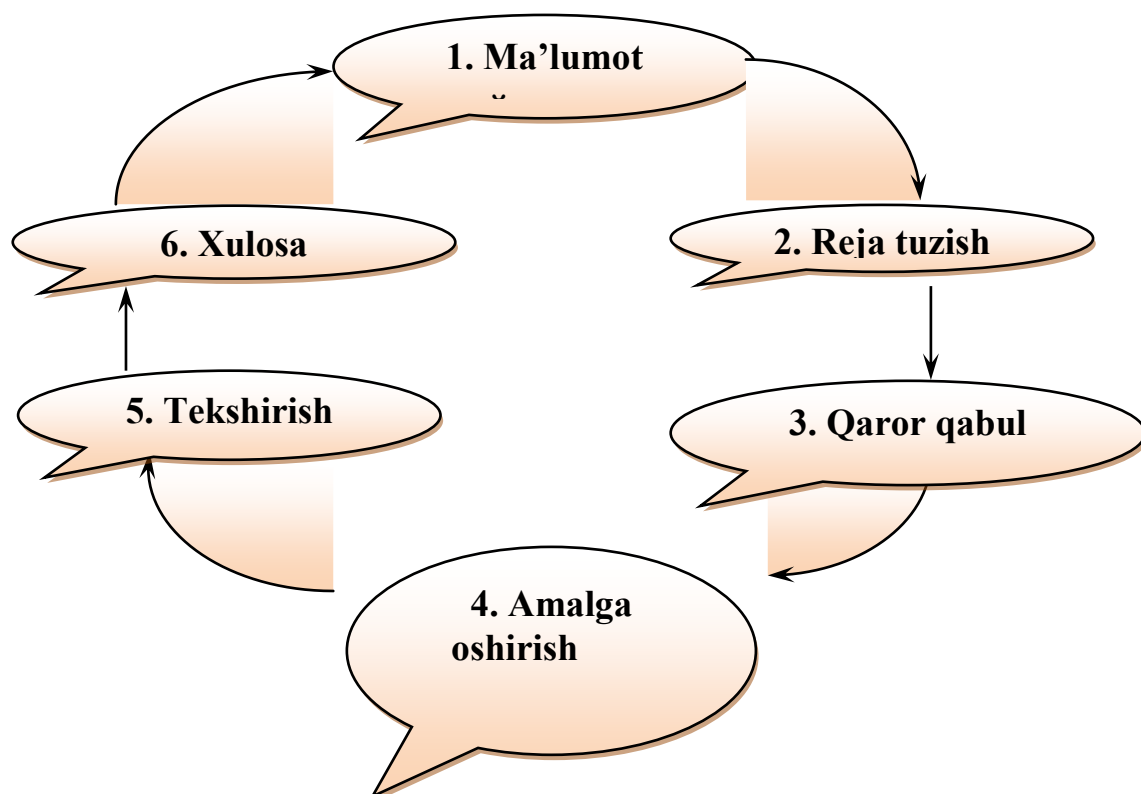 1. Ma’lumot
2. Reja tuzish
3. Qaror qabul
4. Amalga
oshirish
5. Tekshirish
6. Xulosa